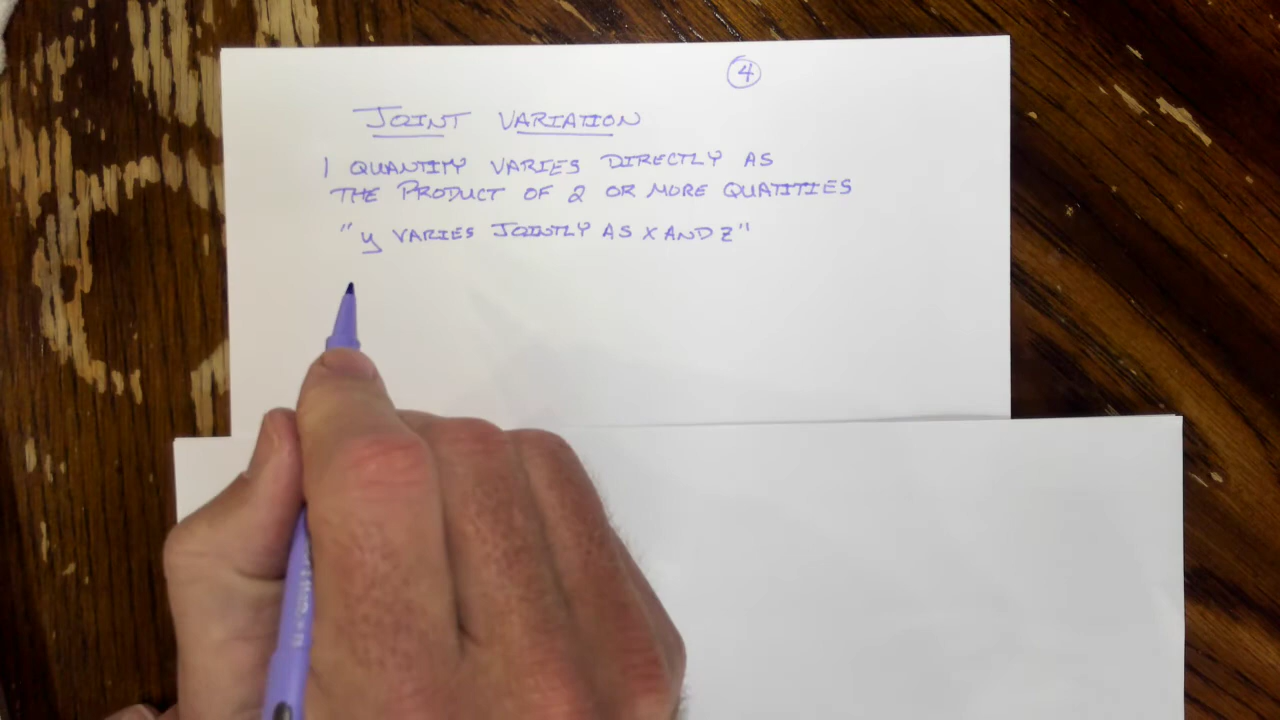 4
JOINT VARIATION
1 QUANTITY VARIES DIRECTLY AS
THE PRODUCT OF 2 OR MORE QUATITIES
"y VARIES JOINTLY AS X AND Z"